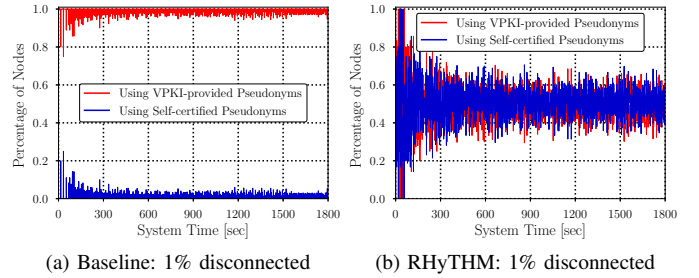 1.0
0.8
0.6
0.4
0.2
0.0
Percentage of Nodes
Using VPKI-provided Pseudonyms
Using Self-certified Pseudonyms
0 300 600 900 1200 1500 1800
System Time [sec]
(a) Baseline: 1% disconnected
1.0
0.8
0.6
0.4
0.2
0.0
Percentage of Nodes
Using VPKI-provided Pseudonyms
Using Self-certified Pseudonyms
0 300 600 900 1200 1500 1800
System Time [sec]
(b) RHyTHM: 1% disconnected